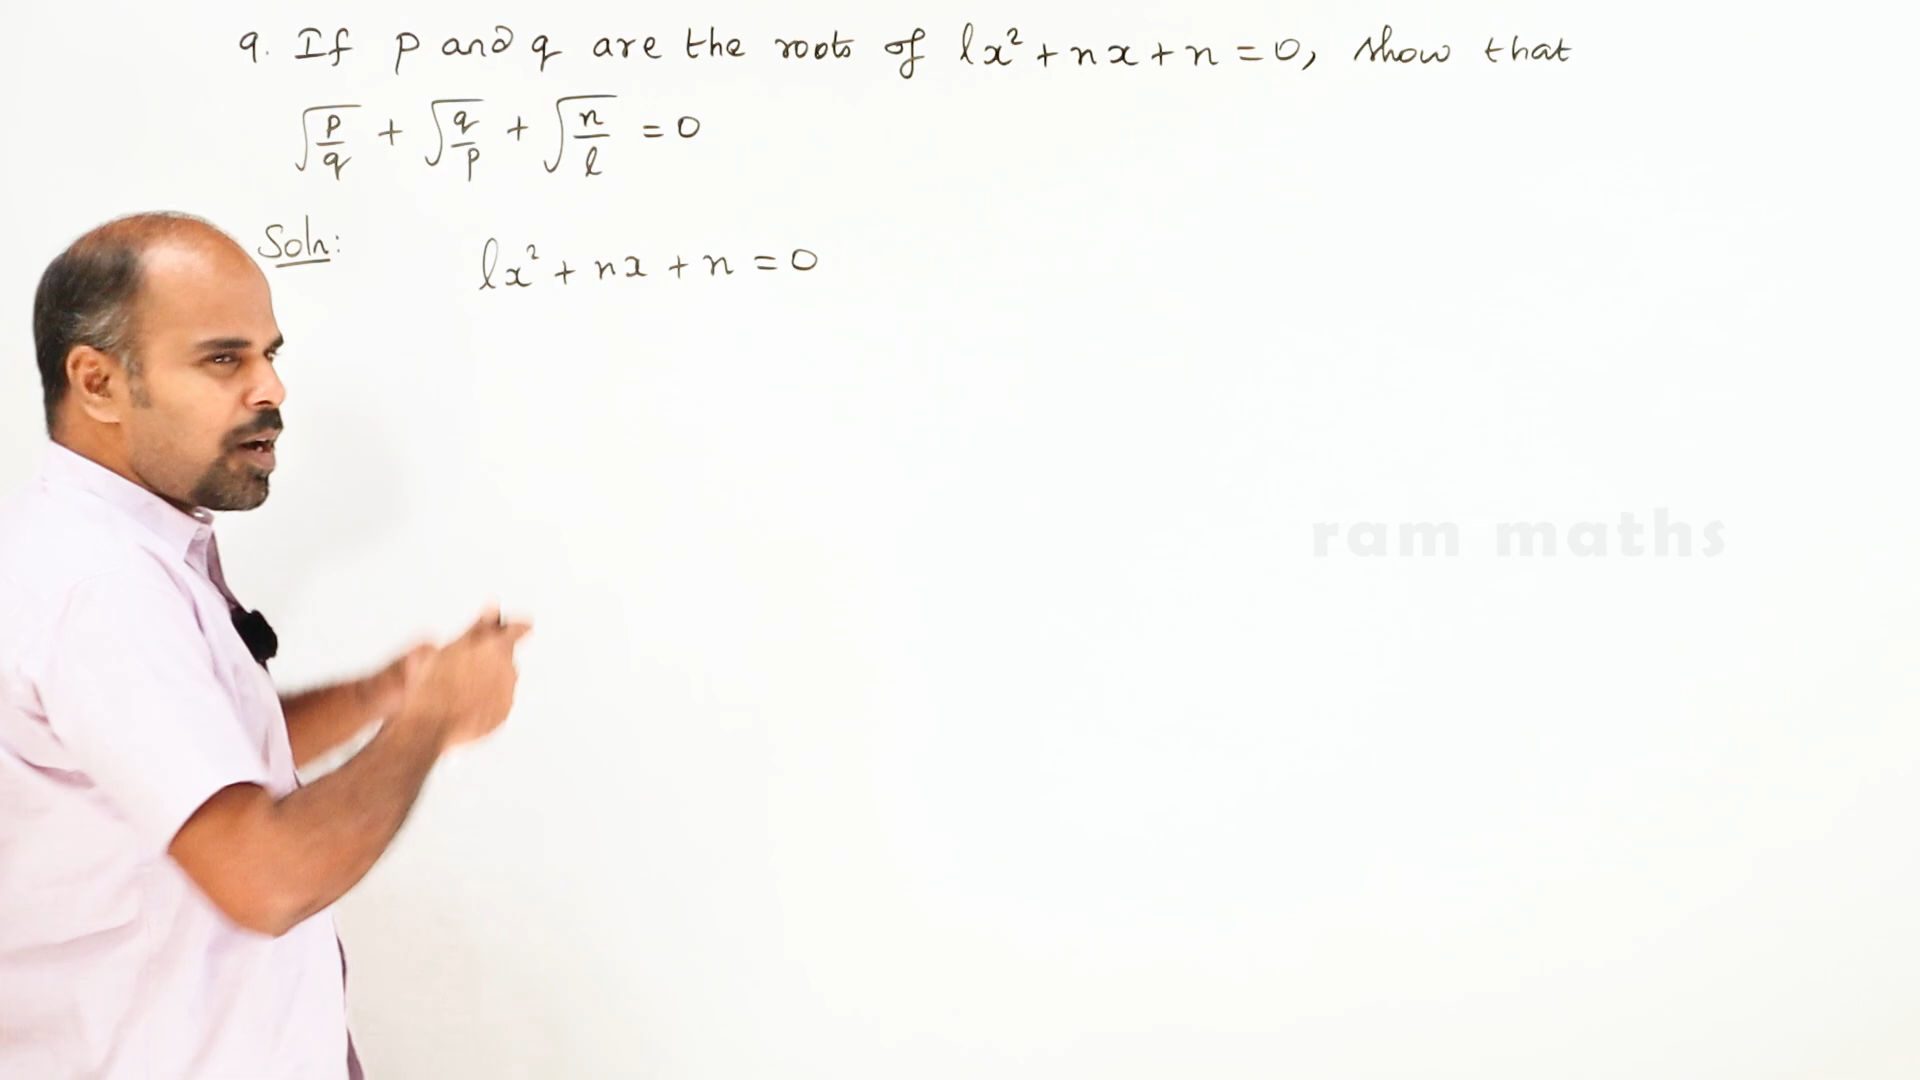 9. If p and q are the roots of lx² + nx + n = 0, show that
√(p/q) + √(q/p) + √(n/l) = 0
Soln:
lx² + nx + n = 0
ram maths